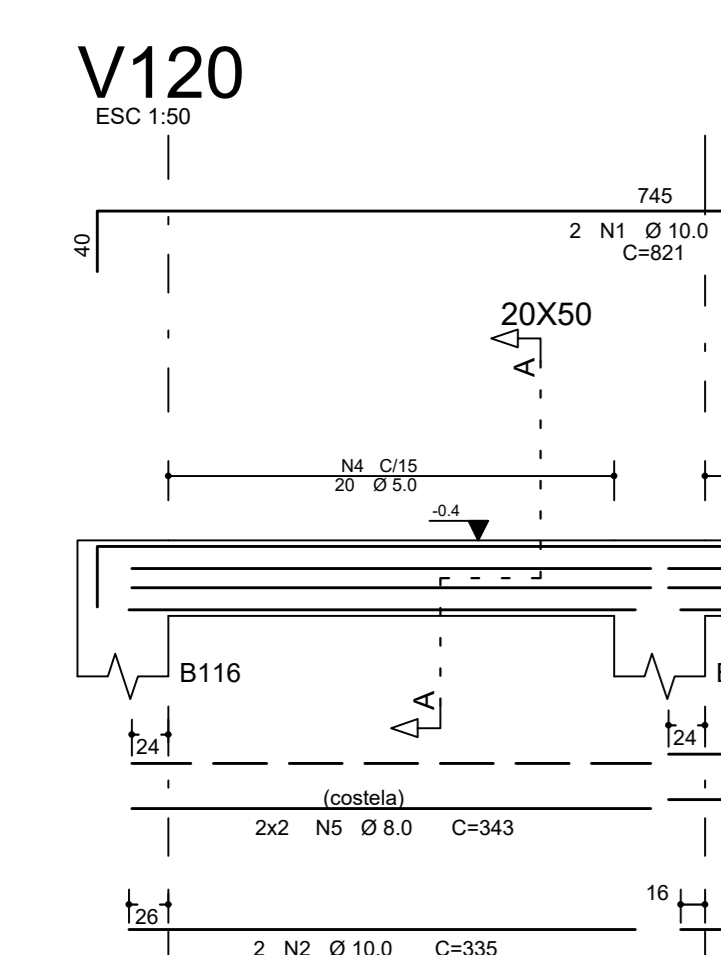 V120
ESC 1:50
745
40
2 N1 Ø 10.0
C=821
20X50
A
N4 C/15
20 Ø 5.0
-0.4
B116
A
24
24
(costela)
2x2 N5 Ø 8.0 C=343
16
26
2 N2 Ø 10.0 C=335